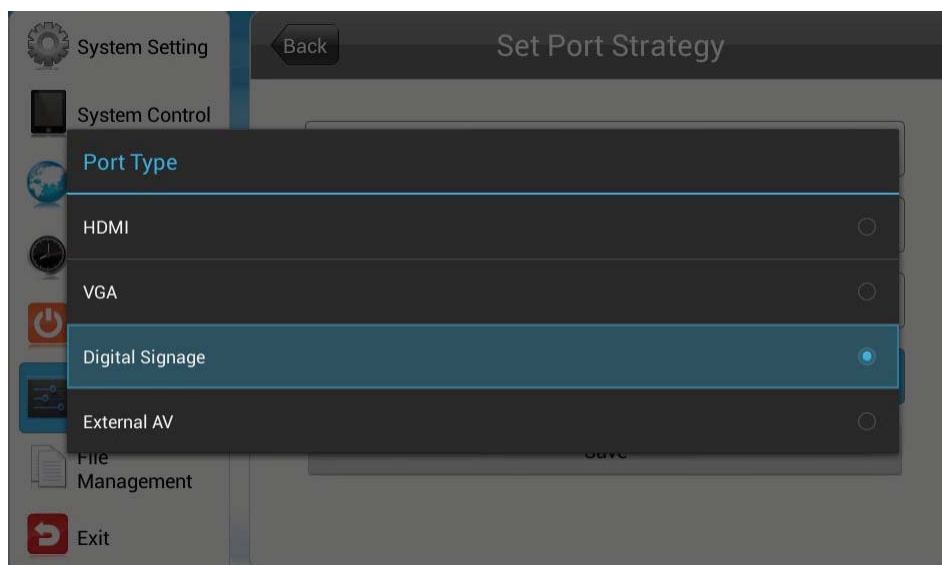 System Setting
Back
Set Port Strategy
System Control
Port Type
HDMI
VGA
Digital Signage
External AV
File
Management
Save
Exit